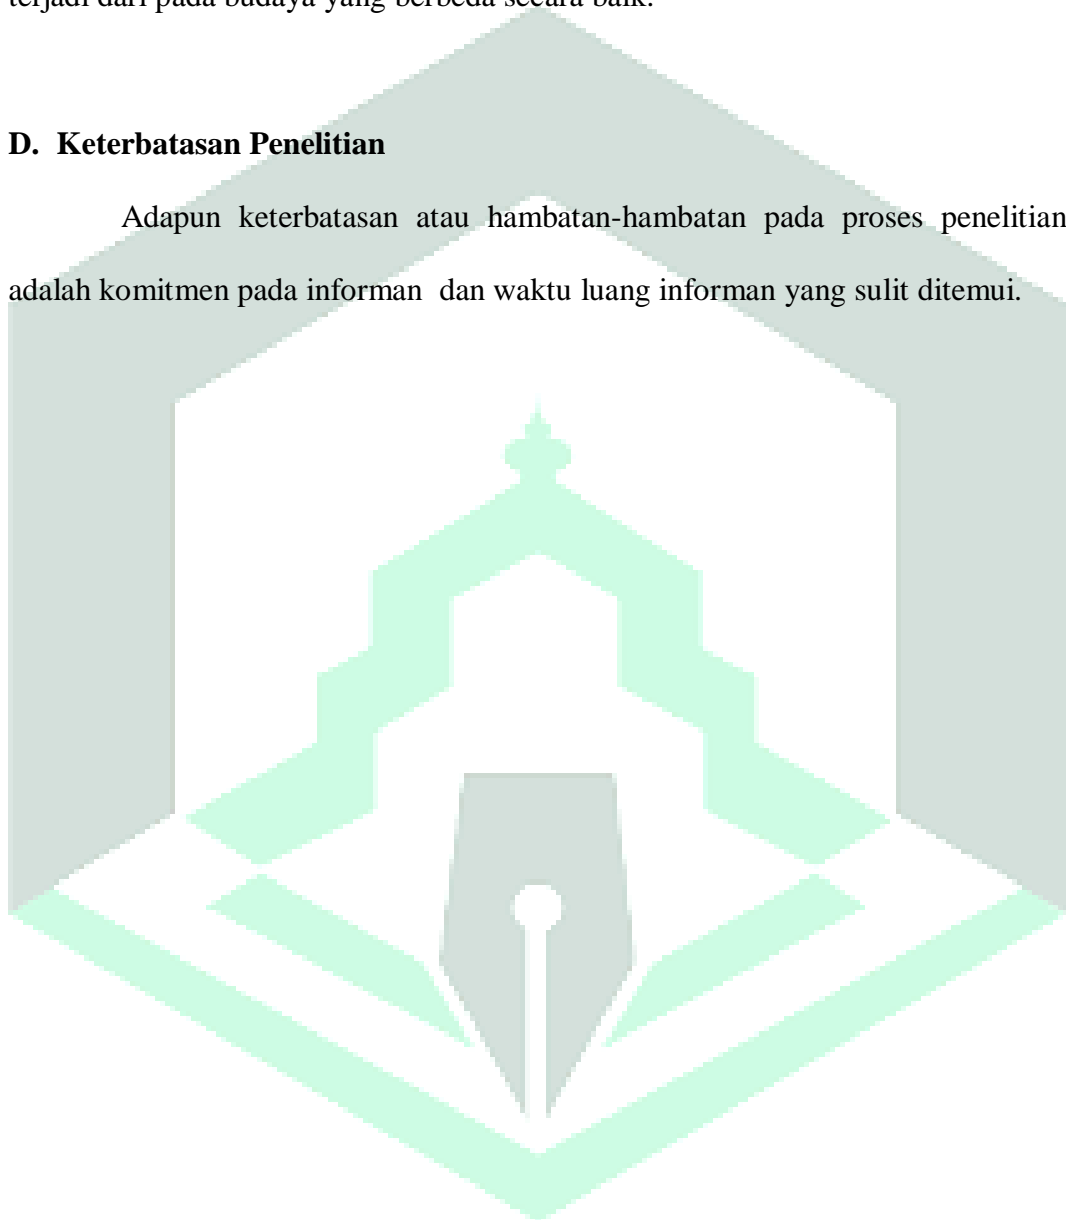 terjadi dari pada budaya yang berbeda secara baik.
D. Keterbatasan Penelitian
Adapun keterbatasan atau hambatan-hambatan pada proses penelitian
adalah komitmen pada informan dan waktu luang informan yang sulit ditemui.